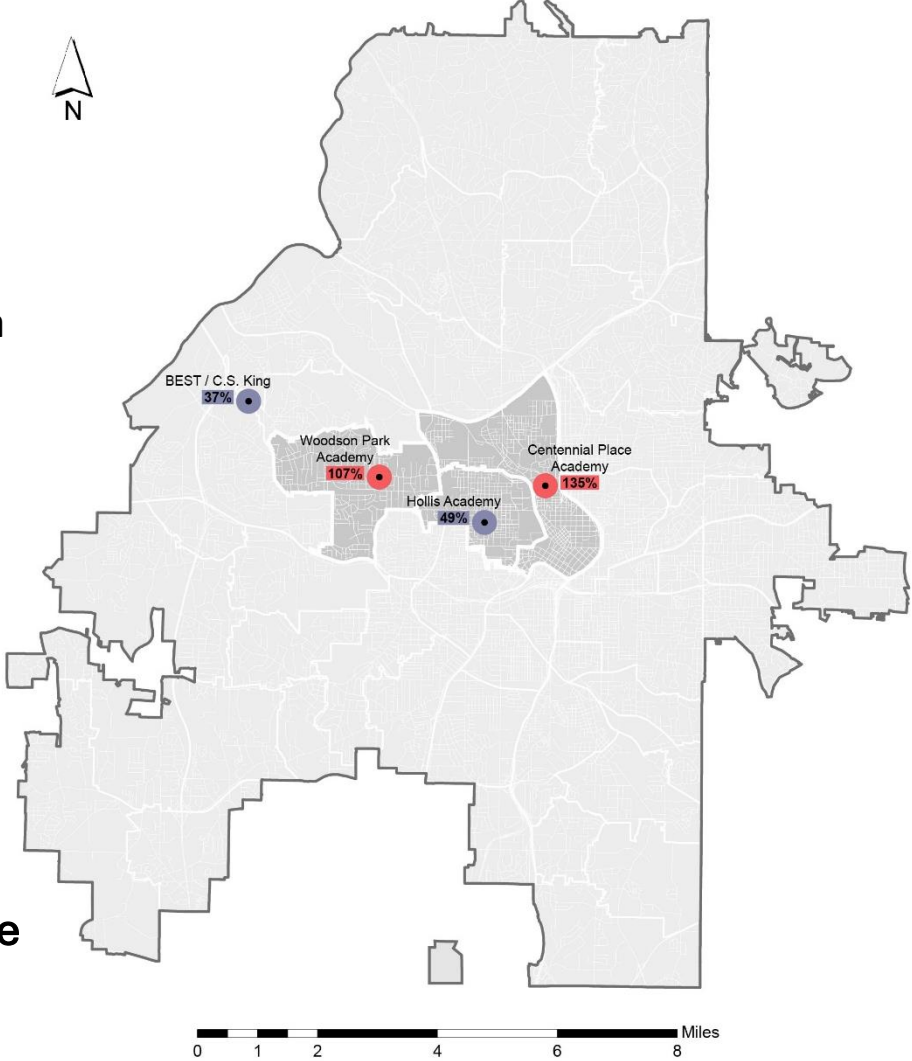 N
BEST / C.S. King
37%
Woodson Park
Academy
107%
Centennial Place
Academy
135%
Hollis Academy
49%
e
Miles
0 1 2 4 6 8